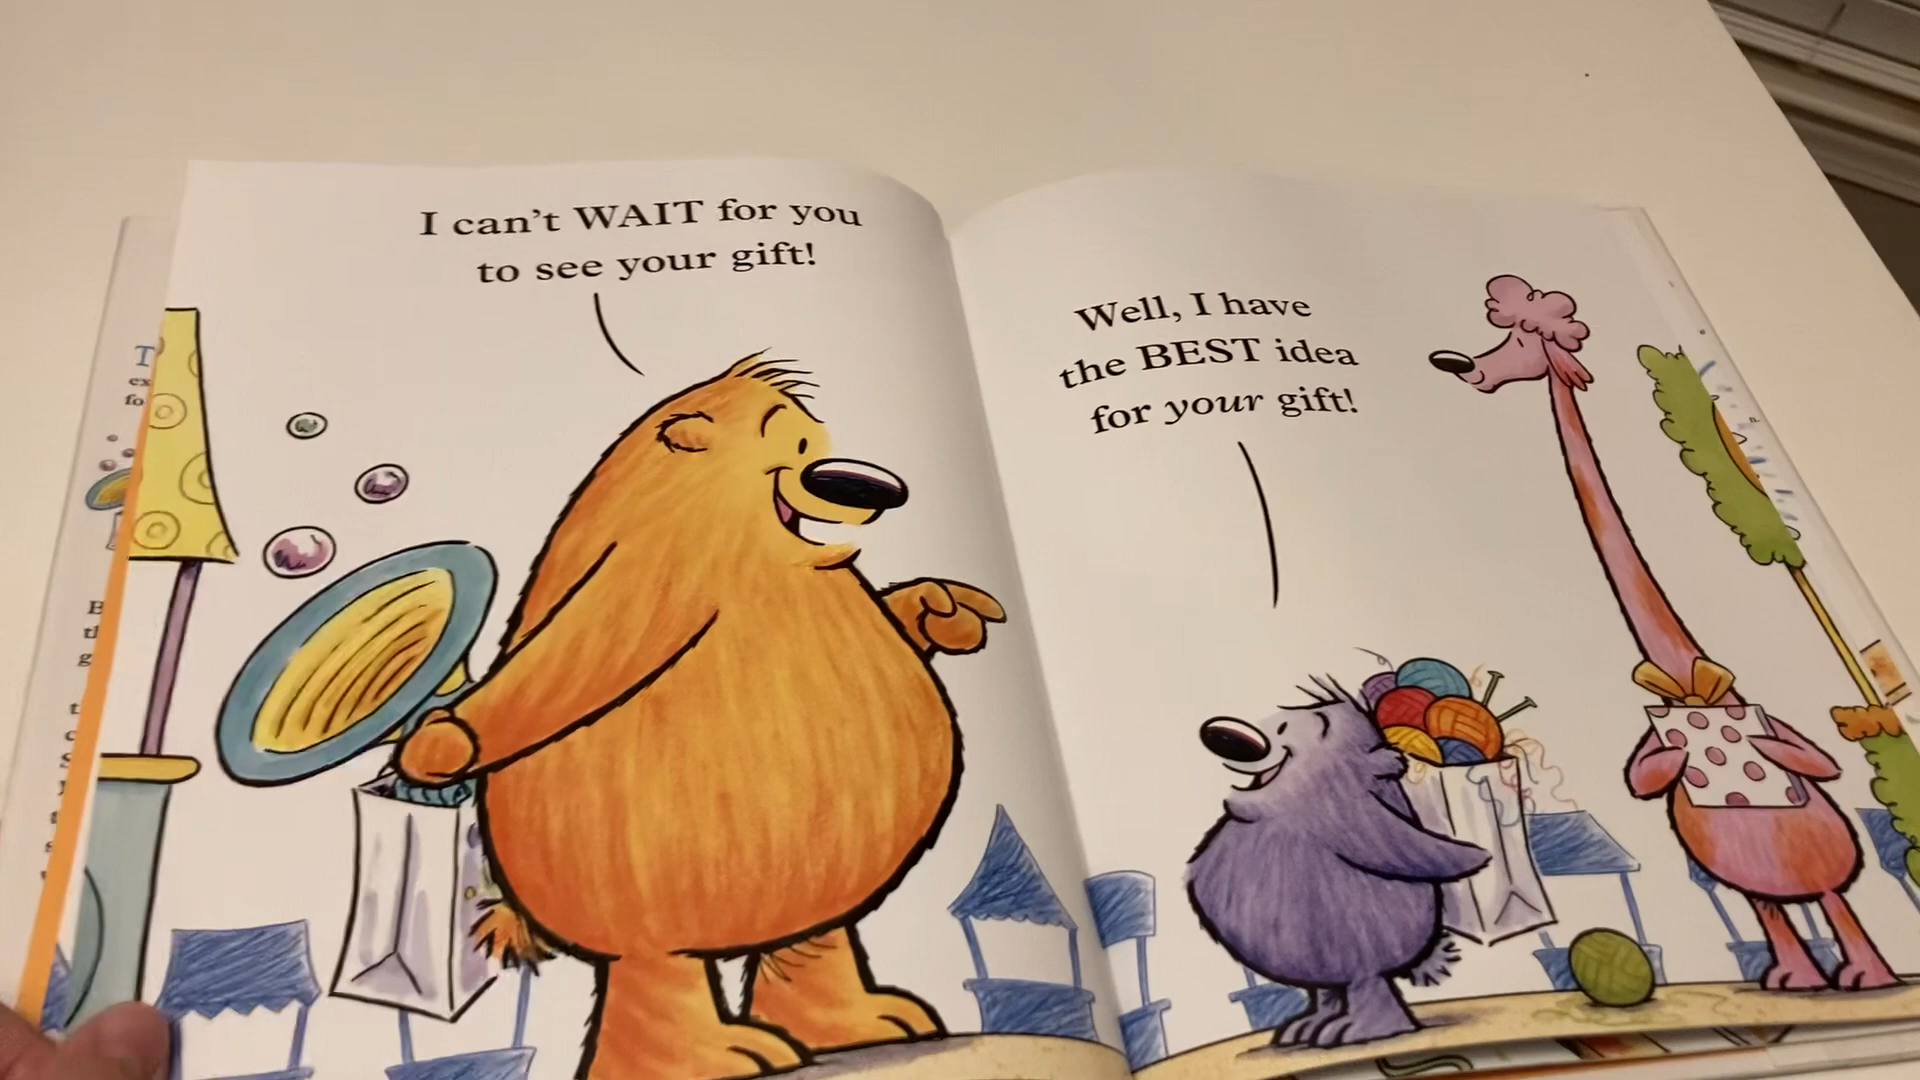 I can't WAIT for you
to see your gift!
Well, I have
the BEST idea
for your gift!